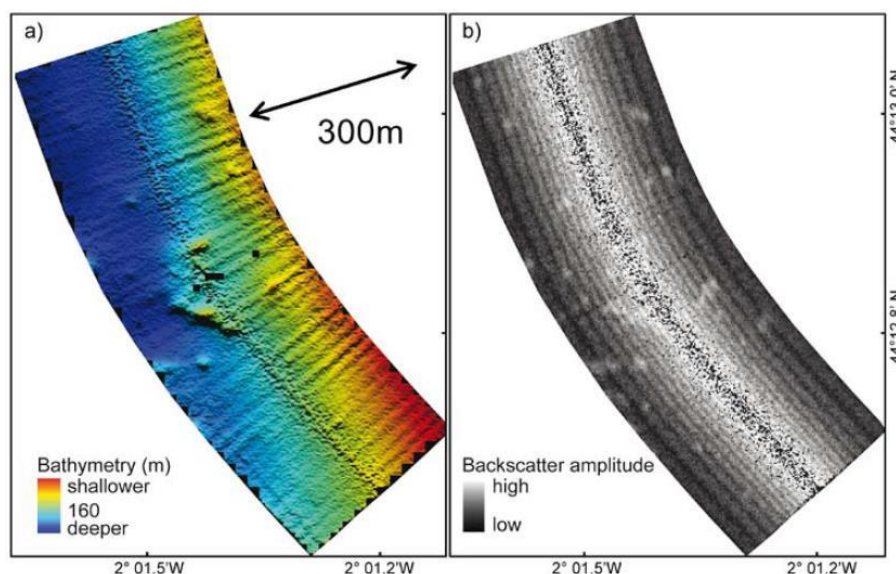 a)
300m
Bathymetry (m)
shallower
160
deeper
2° 01.5'W
2° 01.2'W
b)
Backscatter amplitude
high
low
2° 01.5'W
2° 01.2'W
44° 13.0' N
44° 12.8' N